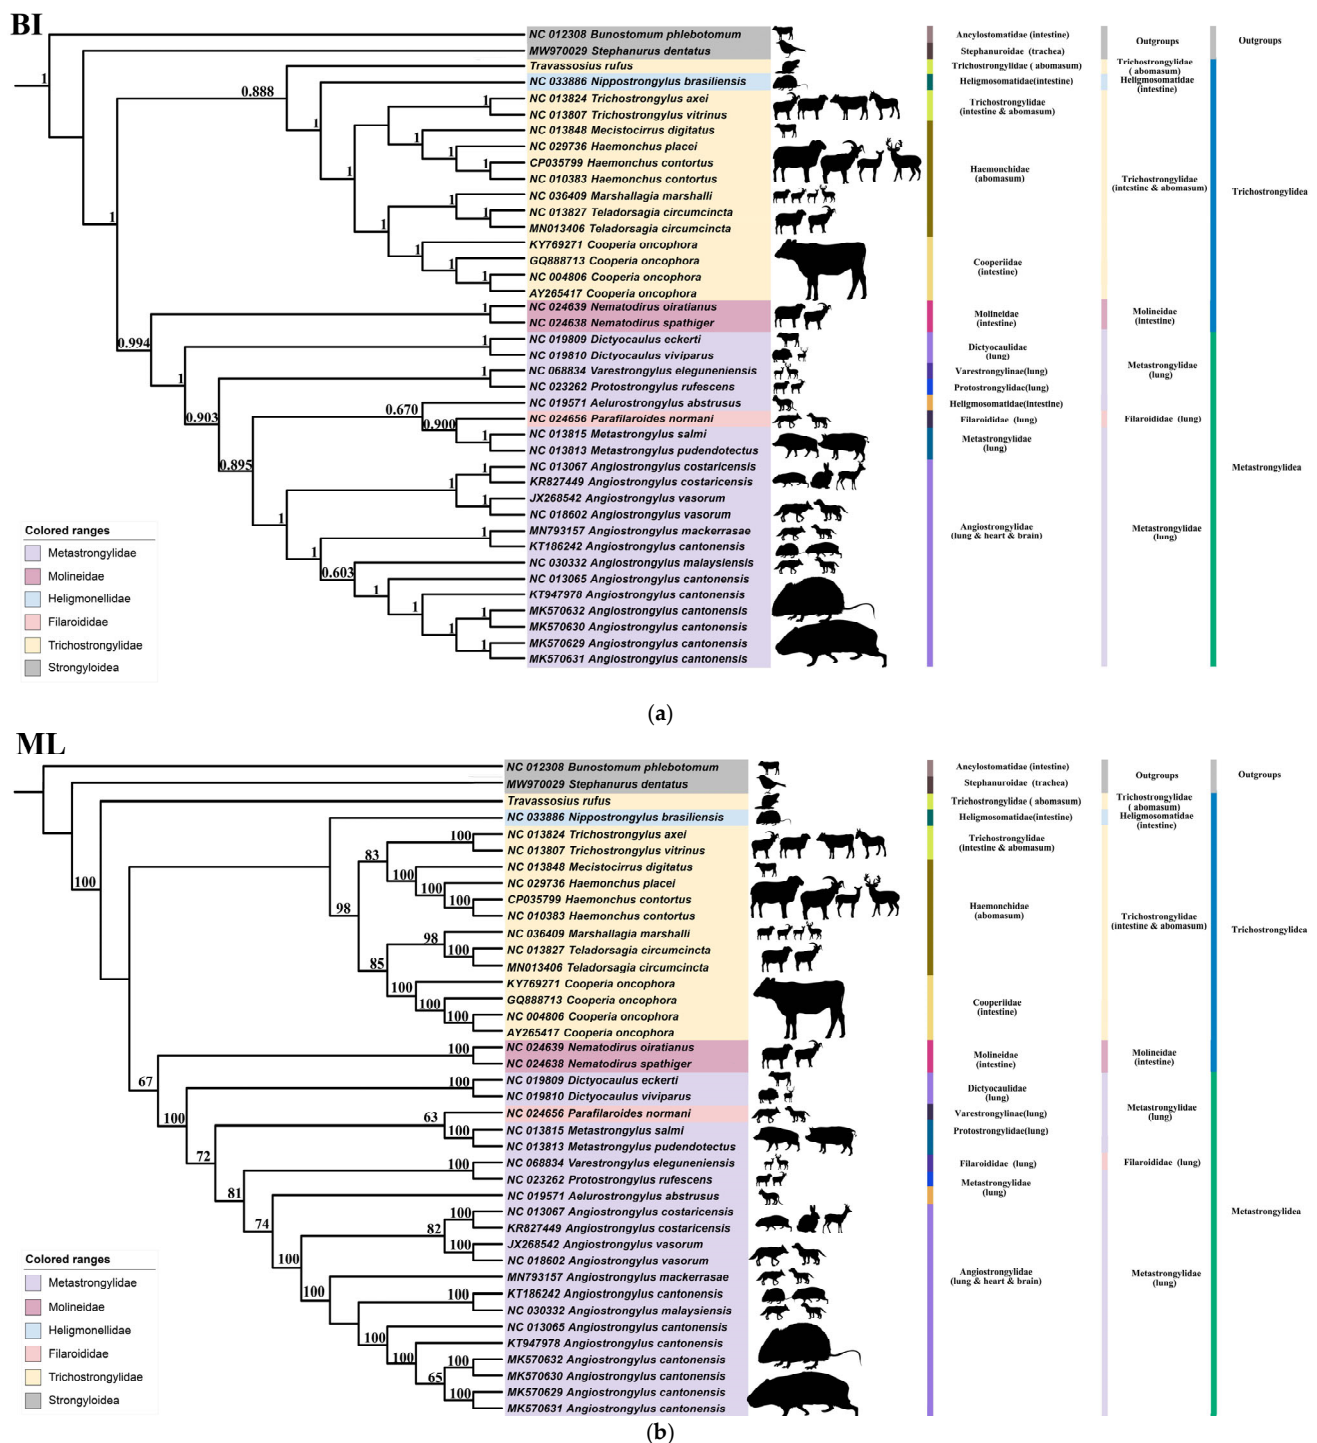 BI
NC 012308 Bunostomum phlebotomum
MW970029 Stephanurus dentatus
Travassosius rufus
NC 033886 Nippostrongylus brasiliensis
NC 013824 Trichostrongylus axei
NC 013807 Trichostrongylus vitrinus
NC 013848 Mecistocirrus digitatus
NC 029736 Haemonchus placei
CP035799 Haemonchus contortus
NC 010383 Haemonchus contortus
NC 036409 Marshallagia marshalli
NC 013827 Teladorsagia circumcincta
MN013406 Teladorsagia circumcincta
KY769271 Cooperia oncophora
GQ888713 Cooperia oncophora
NC 004806 Cooperia oncophora
AY265417 Cooperia oncophora
NC 024639 Nematodirus oiratianus
NC 024638 Nematodirus spathiger
NC 019809 Dictyocaulus eckerti
NC 019810 Dictyocaulus viviparus
NC 068834 Varestrongylus eleguneniensis
NC 023262 Protostrongylus rufescens
NC 019571 Aelurostrongylus abstrusus
NC 024656 Parafilaroides normani
NC 013815 Metastrongylus salmi
NC 013813 Metastrongylus pudendotectus
NC 013067 Angiostrongylus costaricensis
KR827449 Angiostrongylus costaricensis
JX268542 Angiostrongylus vasorum
NC 018602 Angiostrongylus vasorum
MN793157 Angiostrongylus mackerrasae
KT186242 Angiostrongylus cantonensis
NC 030332 Angiostrongylus malaysiensis
NC 013065 Angiostrongylus cantonensis
KT947978 Angiostrongylus cantonensis
MK570632 Angiostrongylus cantonensis
MK570630 Angiostrongylus cantonensis
MK570629 Angiostrongylus cantonensis
MK570631 Angiostrongylus cantonensis
1
0.888
1
1
1
1
1
1
1
1
1
1
1
1
0.994
1
1
0.903
1
0.670
0.900
1
0.895
1
1
1
1
1
0.603
1
1
1
1
Ancylostomatidae (intestine)
Stephanuroidae (trachea)
Trichostrongylidae ( abomasum)
Heligmosomatidae(intestine)
Trichostrongylidae
(intestine & abomasum)
Haemonchidae
(abomasum)
Cooperiidae
(intestine)
Molineidae
(intestine)
Dictyocaulidae
(lung)
Varestrongylinae(lung)
Protostrongylidae(lung)
Heligmosomatidae(intestine)
Filaroididae (lung)
Metastrongylidae
(lung)
Angiostrongylidae
(lung & heart & brain)
Outgroups
Trichostrongylidae
( abomasum)
Heligmosomatidae
(intestine)
Trichostrongylidae
(intestine & abomasum)
Molineidae
(intestine)
Metastrongylidae
(lung)
Filaroididae (lung)
Metastrongylidae
(lung)
Outgroups
Trichostrongylidea
Metastrongylidea
Colored ranges
Metastrongylidae
Molineidae
Heligmonellidae
Filaroididae
Trichostrongylidae
Strongyloidea
(a)
ML
NC 012308 Bunostomum phlebotomum
MW970029 Stephanurus dentatus
Travassosius rufus
NC 033886 Nippostrongylus brasiliensis
NC 013824 Trichostrongylus axei
NC 013807 Trichostrongylus vitrinus
NC 013848 Mecistocirrus digitatus
NC 029736 Haemonchus placei
CP035799 Haemonchus contortus
NC 010383 Haemonchus contortus
NC 036409 Marshallagia marshalli
NC 013827 Teladorsagia circumcincta
MN013406 Teladorsagia circumcincta
KY769271 Cooperia oncophora
GQ888713 Cooperia oncophora
NC 004806 Cooperia oncophora
AY265417 Cooperia oncophora
NC 024639 Nematodirus oiratianus
NC 024638 Nematodirus spathiger
NC 019809 Dictyocaulus eckerti
NC 019810 Dictyocaulus viviparus
NC 024656 Parafilaroides normani
NC 013815 Metastrongylus salmi
NC 013813 Metastrongylus pudendotectus
NC 068834 Varestrongylus eleguneniensis
NC 023262 Protostrongylus rufescens
NC 019571 Aelurostrongylus abstrusus
NC 013067 Angiostrongylus costaricensis
KR827449 Angiostrongylus costaricensis
JX268542 Angiostrongylus vasorum
NC 018602 Angiostrongylus vasorum
MN793157 Angiostrongylus mackerrasae
KT186242 Angiostrongylus cantonensis
NC 030332 Angiostrongylus malaysiensis
NC 013065 Angiostrongylus cantonensis
KT947978 Angiostrongylus cantonensis
MK570632 Angiostrongylus cantonensis
MK570630 Angiostrongylus cantonensis
MK570629 Angiostrongylus cantonensis
MK570631 Angiostrongylus cantonensis
100
100
83
100
100
100
98
98
100
85
100
100
100
100
67
100
100
63
100
72
100
81
74
100
82
100
100
100
100
100
100
100
65
100
Ancylostomatidae (intestine)
Stephanuroidae (trachea)
Trichostrongylidae ( abomasum)
Heligmosomatidae(intestine)
Trichostrongylidae
(intestine & abomasum)
Haemonchidae
(abomasum)
Cooperiidae
(intestine)
Molineidae
(intestine)
Dictyocaulidae
(lung)
Varestrongylinae(lung)
Protostrongylidae(lung)
Filaroididae (lung)
Metastrongylidae
(lung)
Angiostrongylidae
(lung & heart & brain)
Outgroups
Trichostrongylidae
( abomasum)
Heligmosomatidae
(intestine)
Trichostrongylidae
(intestine & abomasum)
Molineidae
(intestine)
Metastrongylidae
(lung)
Filaroididae (lung)
Metastrongylidae
(lung)
Outgroups
Trichostrongylidea
Metastrongylidea
Colored ranges
Metastrongylidae
Molineidae
Heligmonellidae
Filaroididae
Trichostrongylidae
Strongyloidea
(b)